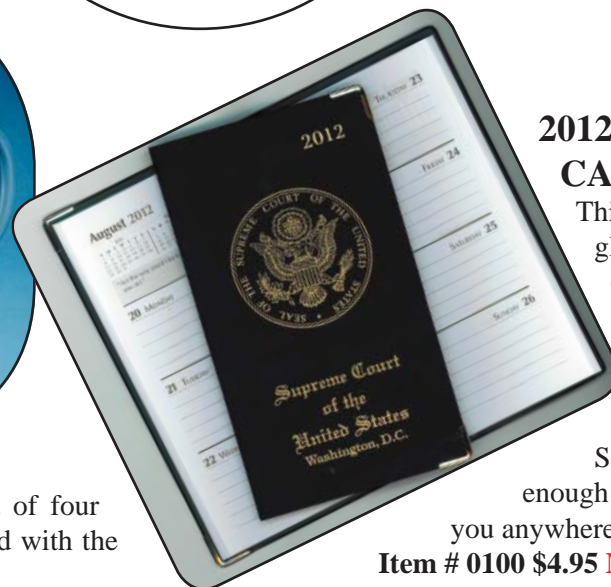 2012
CA
Thi
gl
2012
SEAL OF THE SUPREME COURT OF THE UNITED STATES
Supreme Court
of the
United States
Washington, D.C.
August 2012
20 MONDAY
21 TUESDAY
22 WED
THURSDAY 23
FRIDAY 24
SATURDAY 25
SUNDAY 26
S
enough
you anywhere
Item # 0100 $4.95
of four
d with the